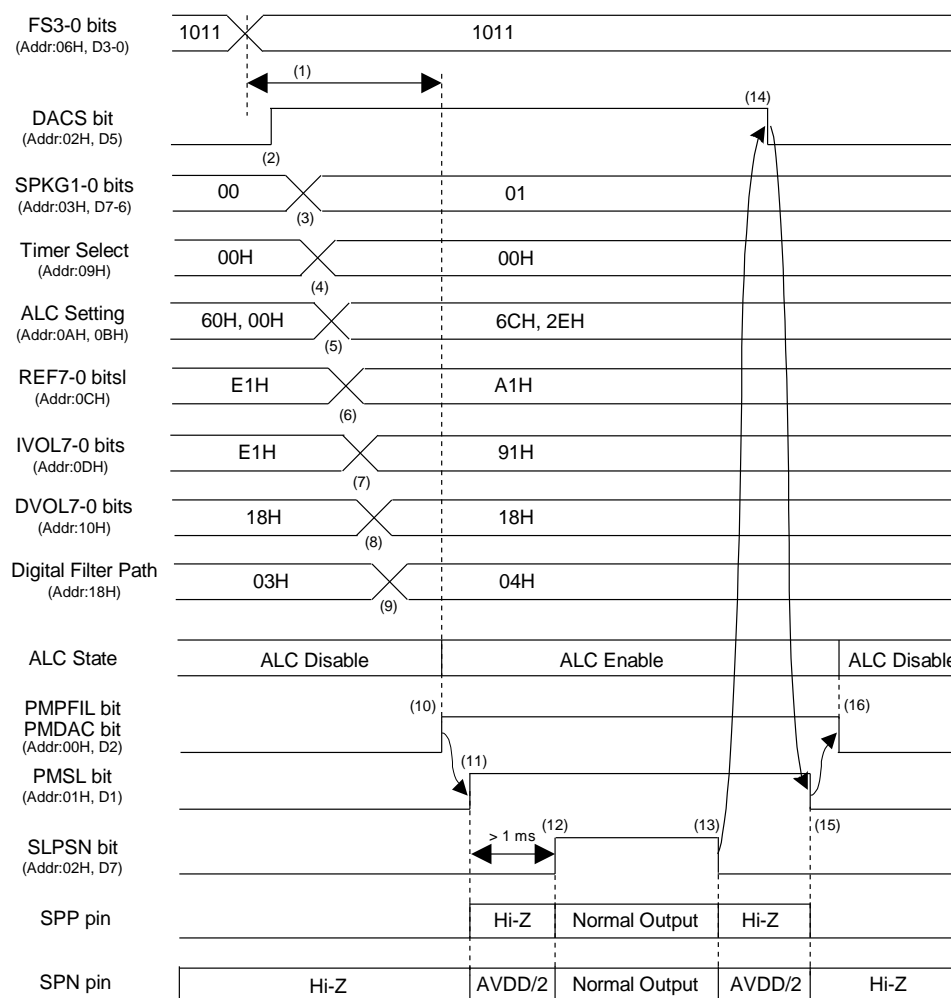 FS3-0 bits
(Addr:06H, D3-0)
1011
1011
(1)
DACS bit
(Addr:02H, D5)
(2)
(14)
SPKG1-0 bits
(Addr:03H, D7-6)
00
01
(3)
Timer Select
(Addr:09H)
00H
00H
(4)
ALC Setting
(Addr:0AH, 0BH)
60H, 00H
6CH, 2EH
(5)
REF7-0 bitsl
(Addr:0CH)
E1H
A1H
(6)
IVOL7-0 bits
(Addr:0DH)
E1H
91H
(7)
DVOL7-0 bits
(Addr:10H)
18H
18H
(8)
Digital Filter Path
(Addr:18H)
03H
04H
(9)
ALC State
ALC Disable
ALC Enable
ALC Disable
PMPFIL bit
PMDAC bit
(Addr:00H, D2)
(10)
(16)
PMSL bit
(Addr:01H, D1)
(11)
(15)
SLPSN bit
(Addr:02H, D7)
> 1 ms
(12)
(13)
SPP pin
Hi-Z
Normal Output
Hi-Z
SPN pin
Hi-Z
AVDD/2
Normal Output
AVDD/2
Hi-Z